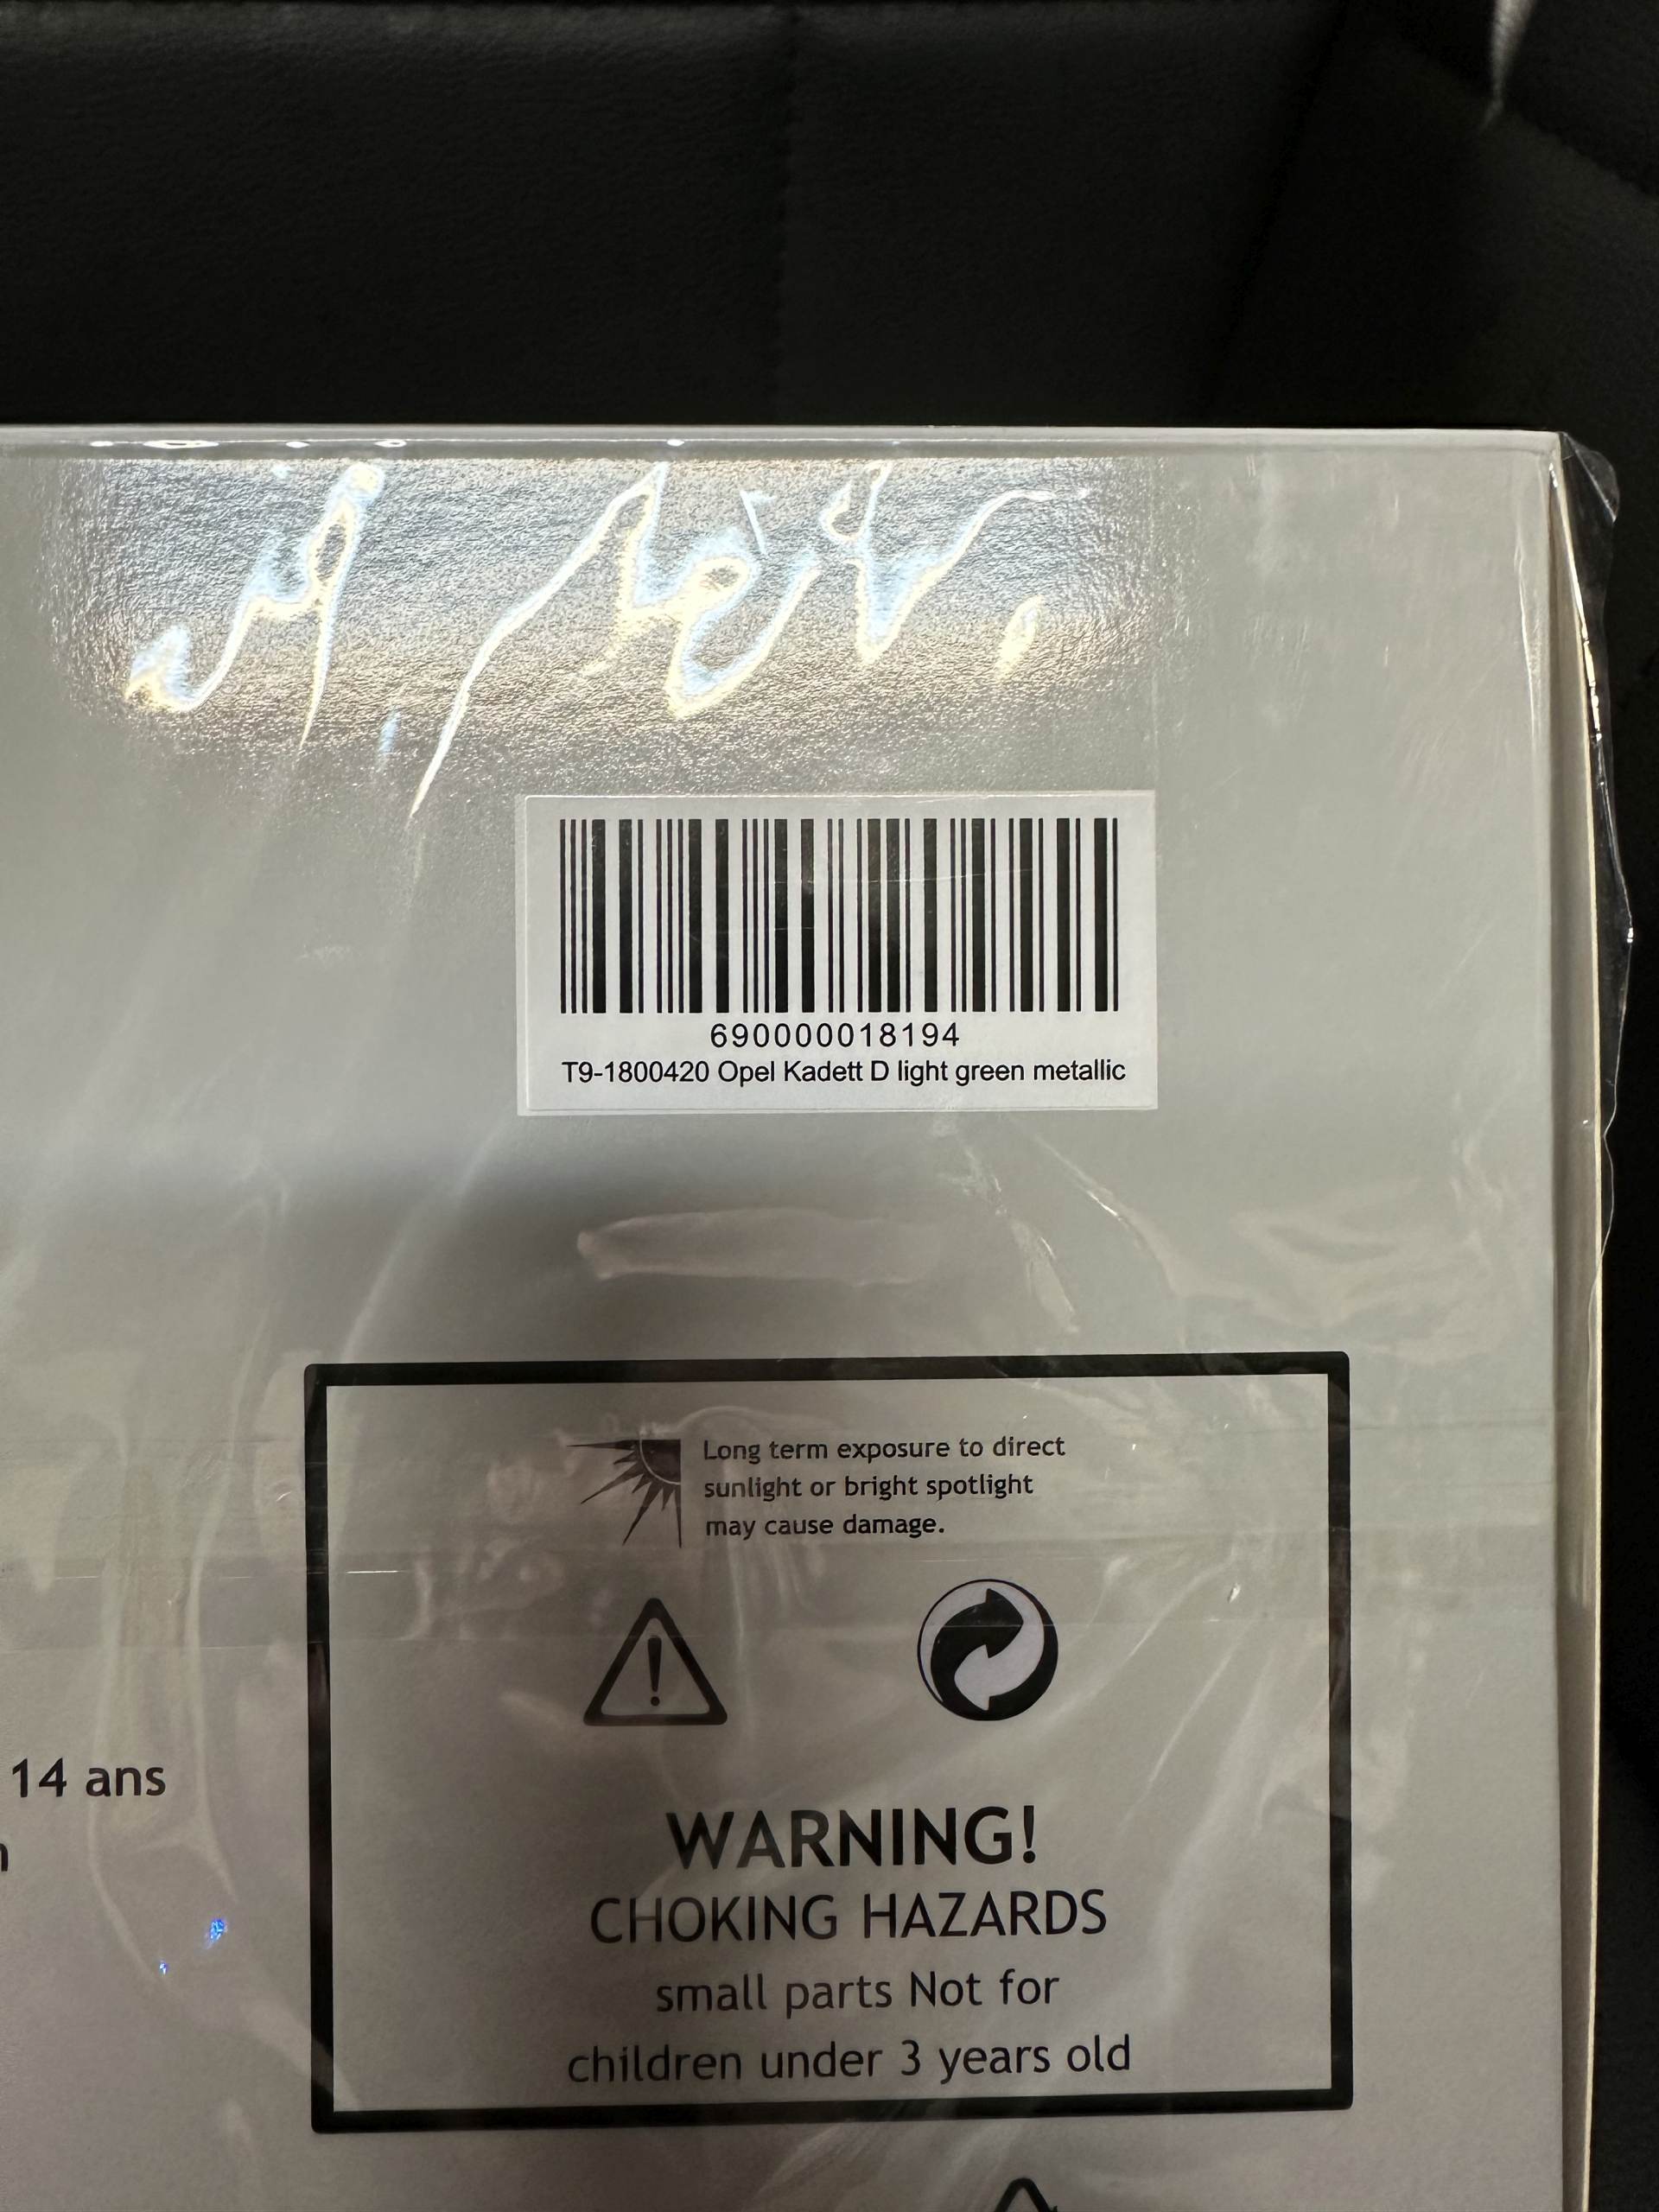 690000018194
T9-1800420 Opel Kadett D light green metallic
Long term exposure to direct
sunlight or bright spotlight
may cause damage.
14 ans
WARNING!
CHOKING HAZARDS
small parts Not for
children under 3 years old